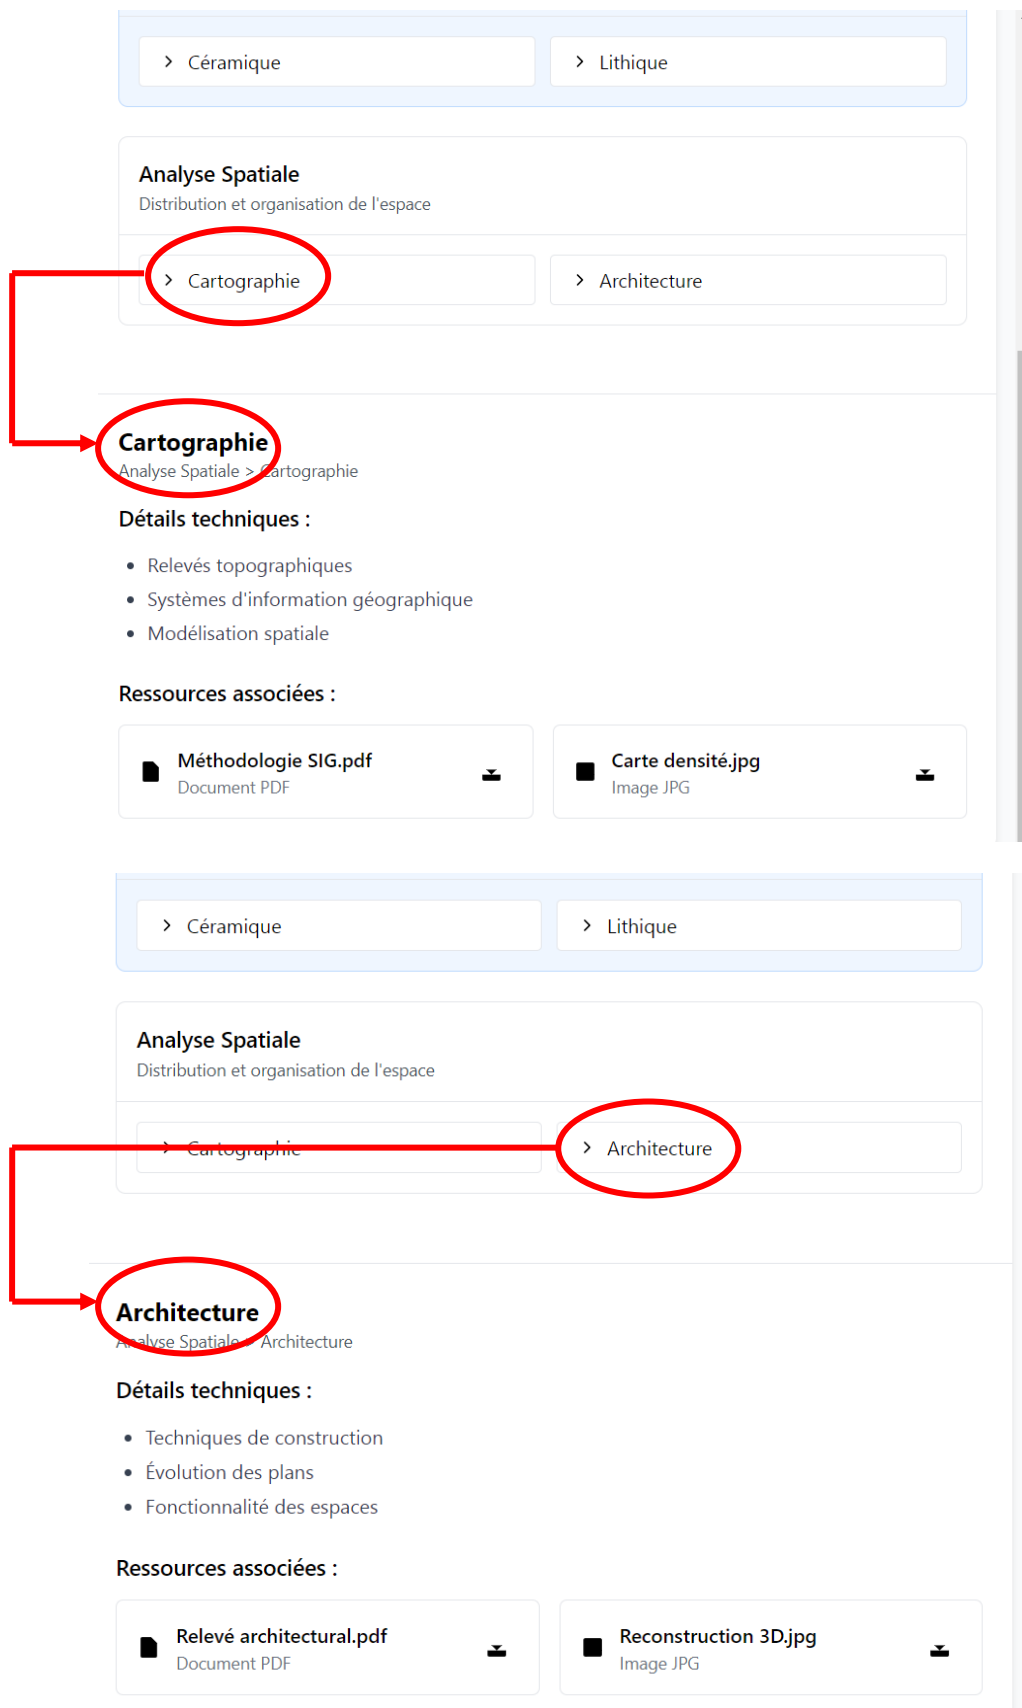 Céramique
Lithique
Analyse Spatiale
Distribution et organisation de l'espace
Cartographie
Architecture
Cartographie
Analyse Spatiale > Cartographie
Détails techniques :
• Relevés topographiques
• Systèmes d'information géographique
• Modélisation spatiale
Ressources associées :
Méthodologie SIG.pdf
Document PDF
Carte densité.jpg
Image JPG
Céramique
Lithique
Analyse Spatiale
Distribution et organisation de l'espace
Cartographie
Architecture
Architecture
Analyse Spatiale > Architecture
Détails techniques :
• Techniques de construction
• Évolution des plans
• Fonctionnalité des espaces
Ressources associées :
Relevé architectural.pdf
Document PDF
Reconstruction 3D.jpg
Image JPG